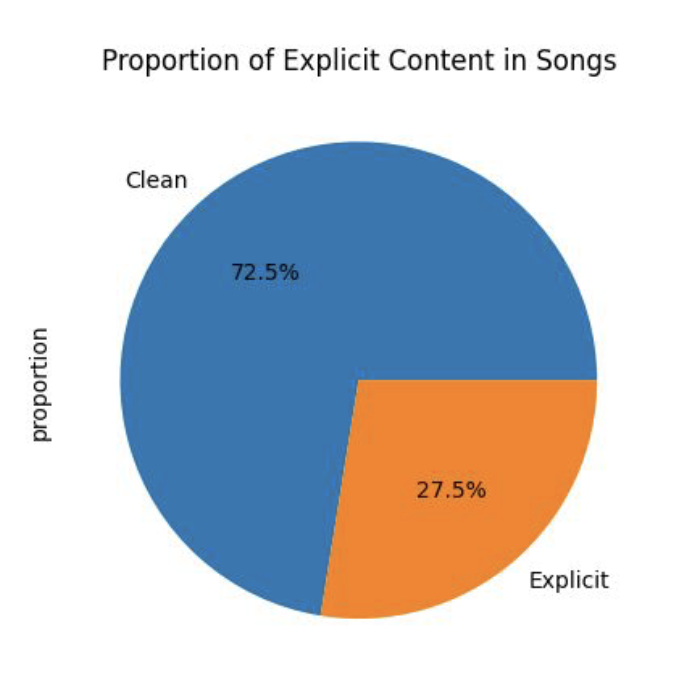 Proportion of Explicit Content in Songs
Clean
72.5%
proportion
27.5%
Explicit